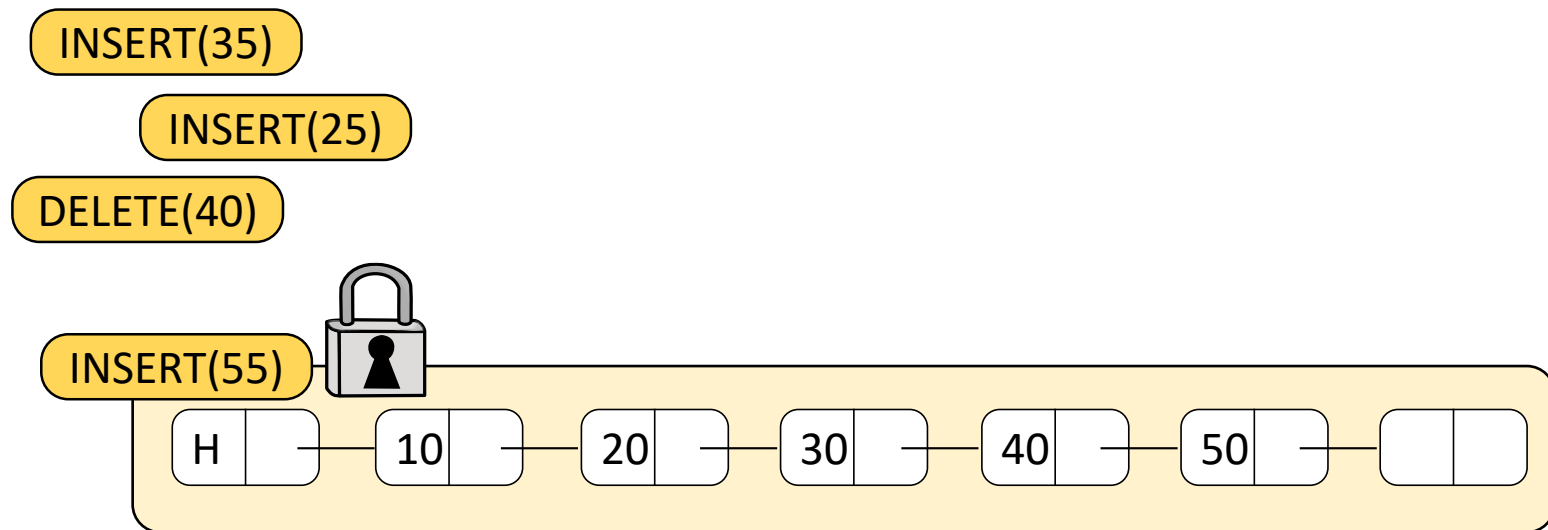 INSERT(35)
INSERT(25)
DELETE(40)
INSERT(55)
H 10 20 30 40 50